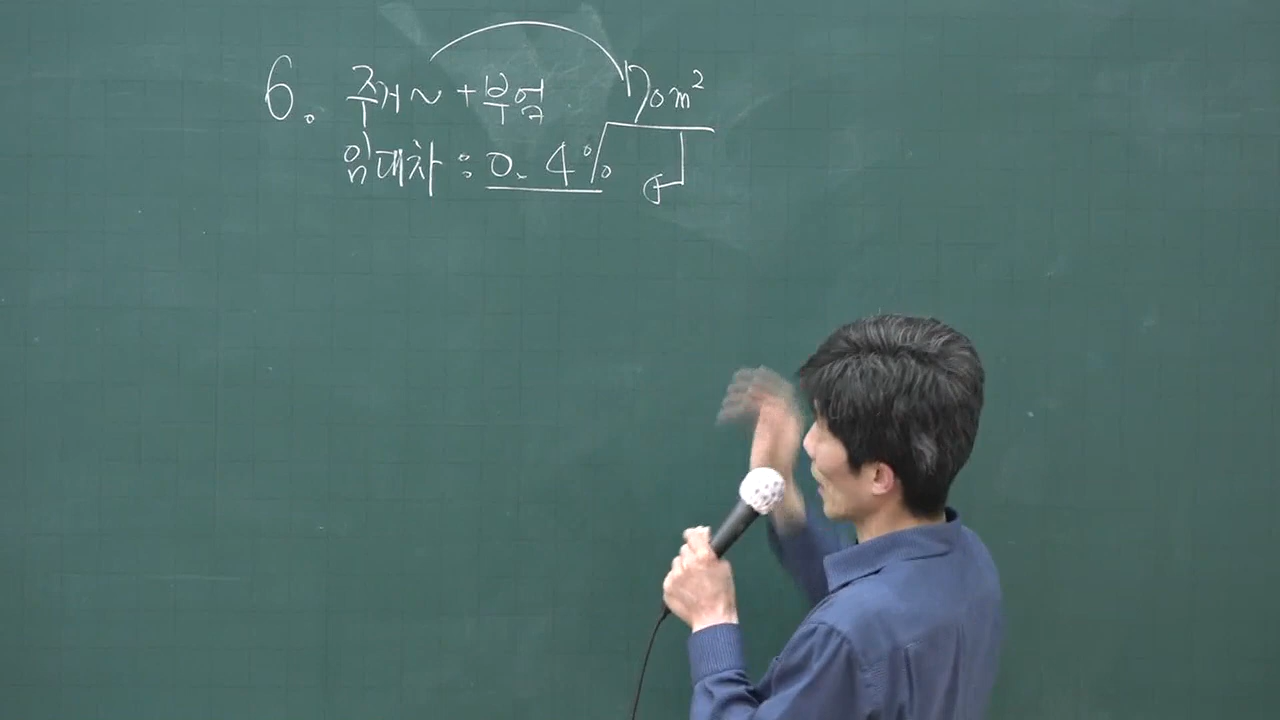 6. 주거~ + 부엌 70m²
임대차 : 0.4%